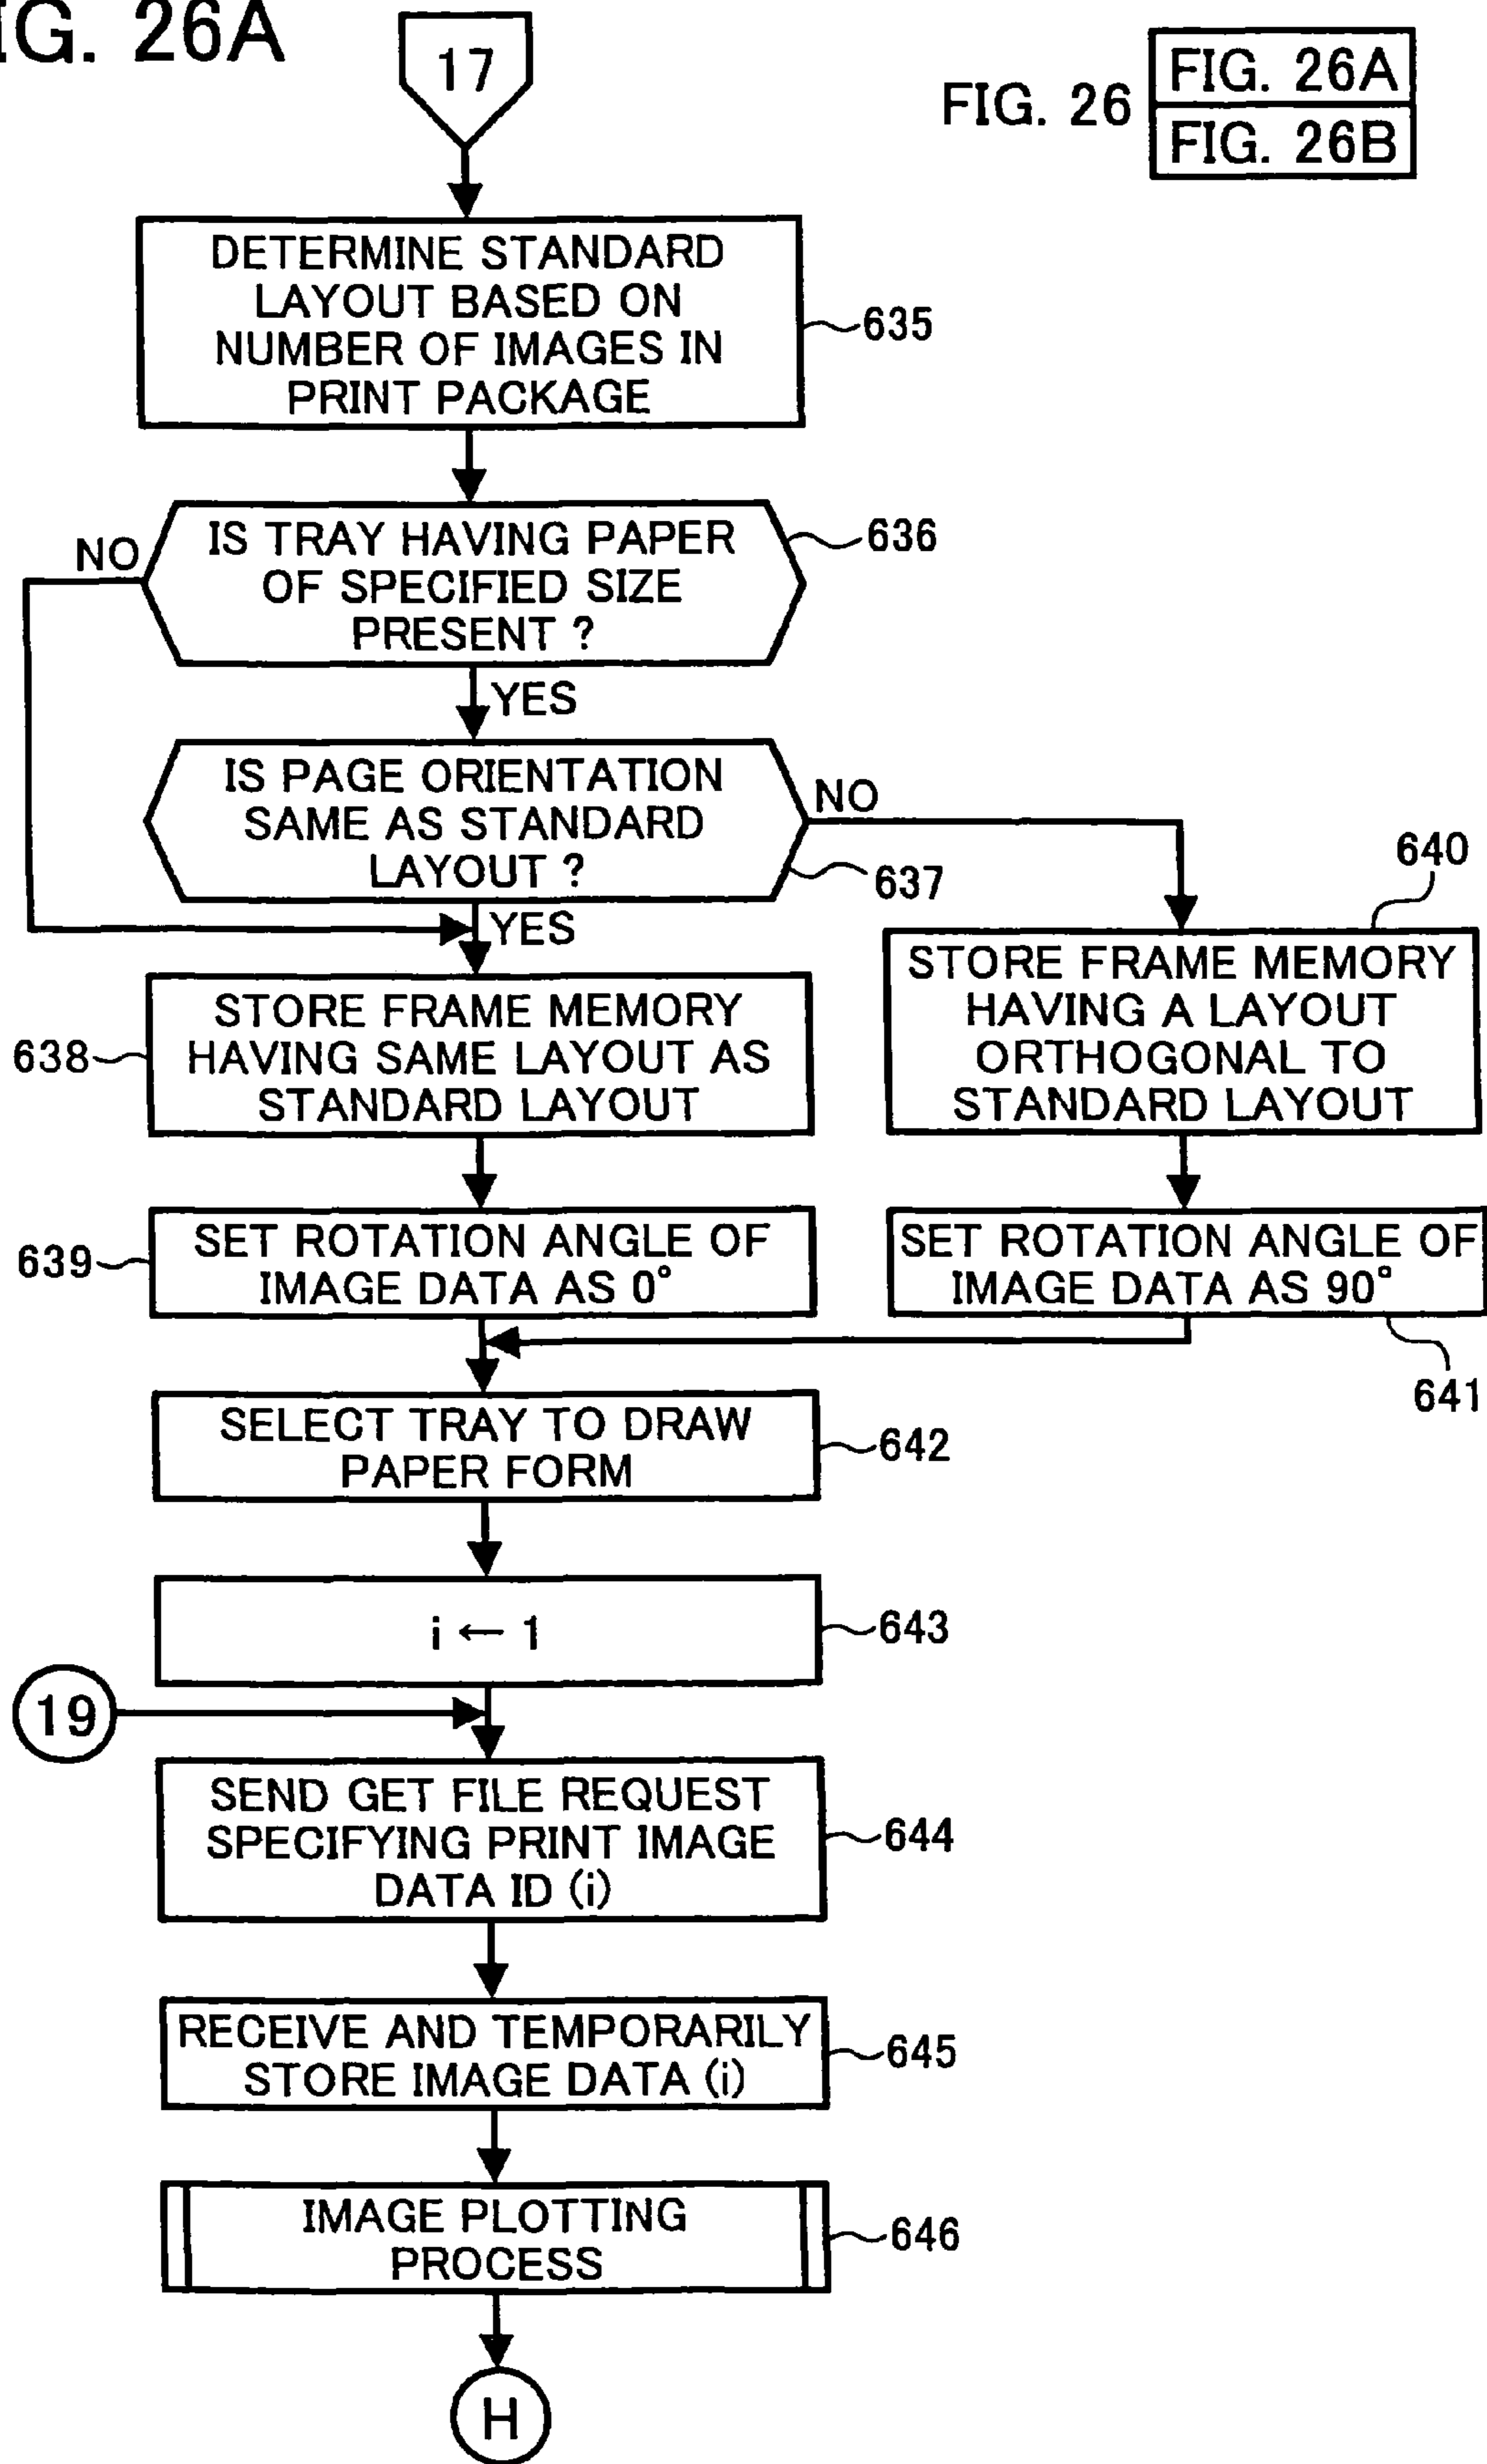 IG. 26A
17
FIG. 26
FIG. 26A
FIG. 26B
DETERMINE STANDARD
LAYOUT BASED ON
NUMBER OF IMAGES IN
PRINT PACKAGE
635
IS TRAY HAVING PAPER
OF SPECIFIED SIZE
PRESENT ?
636
NO
YES
IS PAGE ORIENTATION
SAME AS STANDARD
LAYOUT ?
637
NO
YES
640
STORE FRAME MEMORY
HAVING A LAYOUT
ORTHOGONAL TO
STANDARD LAYOUT
638
STORE FRAME MEMORY
HAVING SAME LAYOUT AS
STANDARD LAYOUT
639
SET ROTATION ANGLE OF
IMAGE DATA AS 0°
SET ROTATION ANGLE OF
IMAGE DATA AS 90°
641
SELECT TRAY TO DRAW
PAPER FORM
642
i ← 1
643
19
SEND GET FILE REQUEST
SPECIFYING PRINT IMAGE
DATA ID (i)
644
RECEIVE AND TEMPORARILY
STORE IMAGE DATA (i)
645
IMAGE PLOTTING
PROCESS
646
H